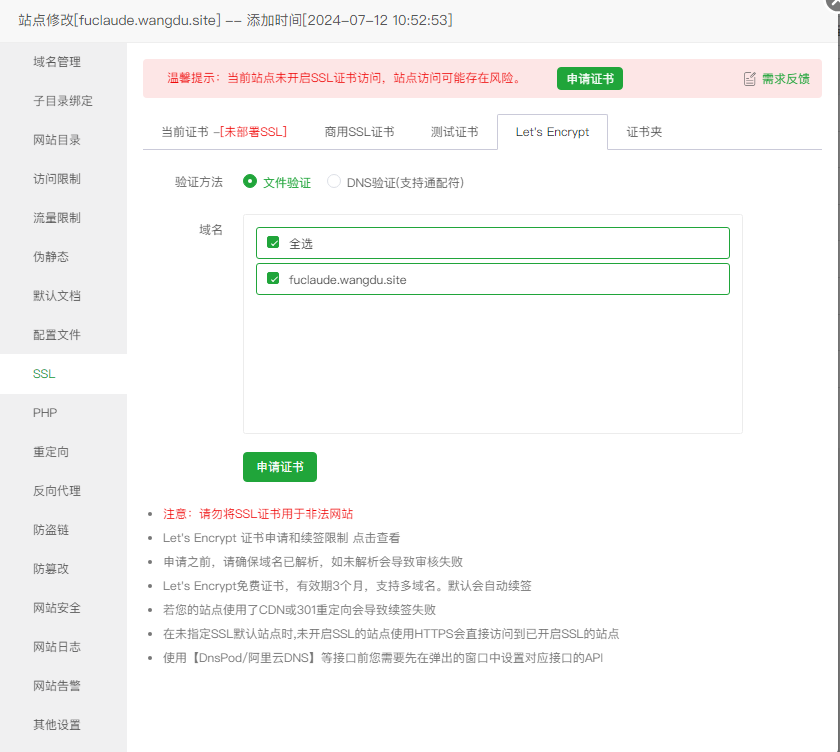 站点修改[fuclaude.wangdu.site] -- 添加时间[2024-07-12 10:52:53]
域名管理
子目录绑定
网站目录
访问限制
流量限制
伪静态
默认文档
配置文件
SSL
PHP
重定向
反向代理
防盗链
防篡改
网站安全
网站日志
网站告警
其他设置
温馨提示：当前站点未开启SSL证书访问，站点访问可能存在风险。 申请证书 需求反馈
当前证书 -[未部署SSL] 商用SSL证书 测试证书 Let's Encrypt 证书夹
验证方法 文件验证 DNS验证(支持通配符)
域名 全选
fuclaude.wangdu.site
申请证书
注意：请勿将SSL证书用于非法网站
Let's Encrypt 证书申请和续签限制 点击查看
申请之前，请确保域名已解析，如未解析会导致审核失败
Let's Encrypt免费证书，有效期3个月，支持多域名。默认会自动续签
若您的站点使用了CDN或301重定向会导致续签失败
在未指定SSL默认站点时,未开启SSL的站点使用HTTPS会直接访问到已开启SSL的站点
使用【DnsPod/阿里云DNS】等接口前您需要先在弹出的窗口中设置对应接口的API